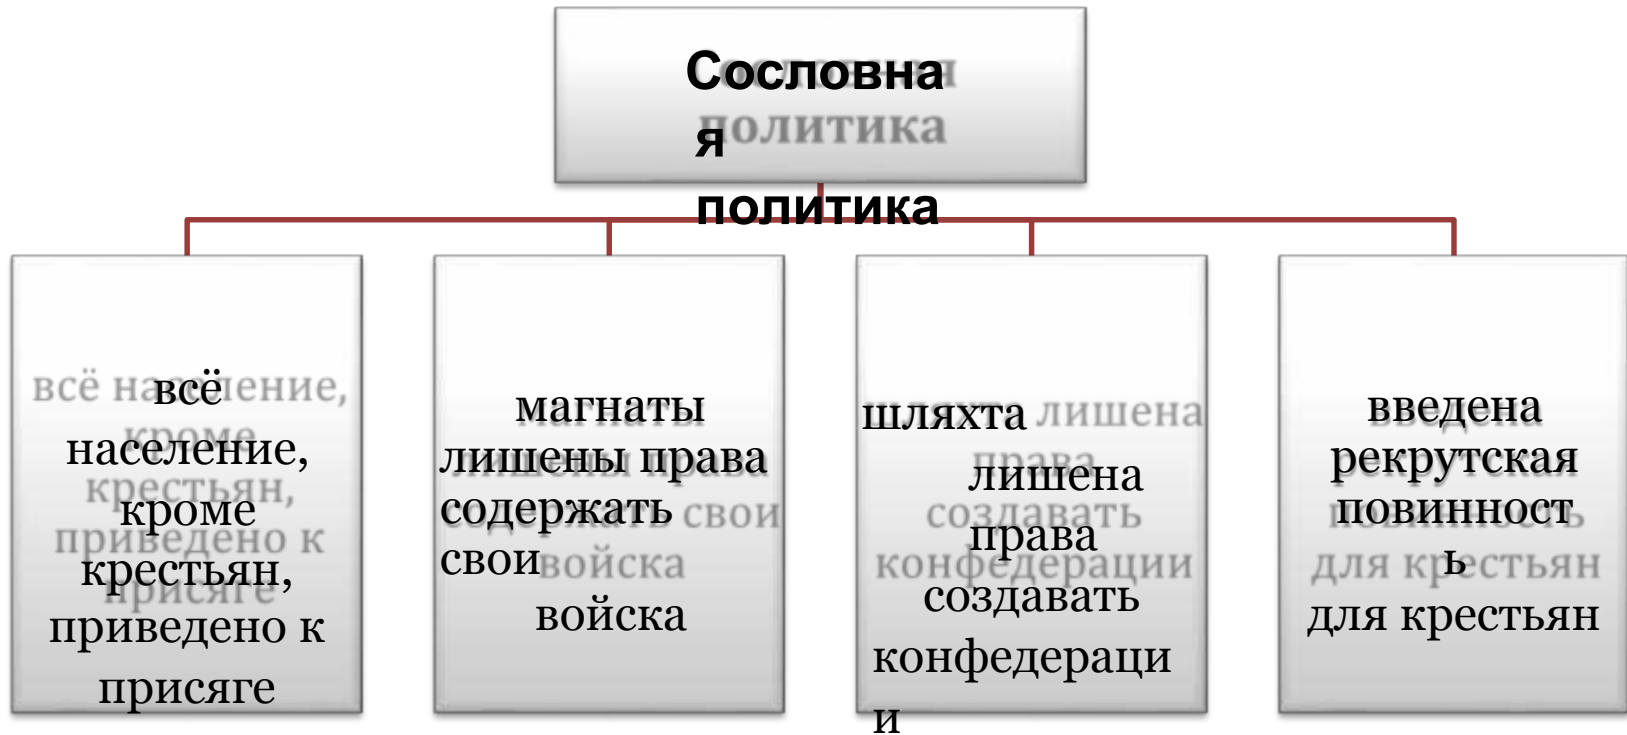 Сословна
я
политика
всё
население,
кроме
крестьян,
приведено к
присяге
магнаты
лишены права
содержать
свои
войска
шляхта
лишена
права
создавать
конфедераци
и
введена
рекрутская
повинност
ь
для крестьян